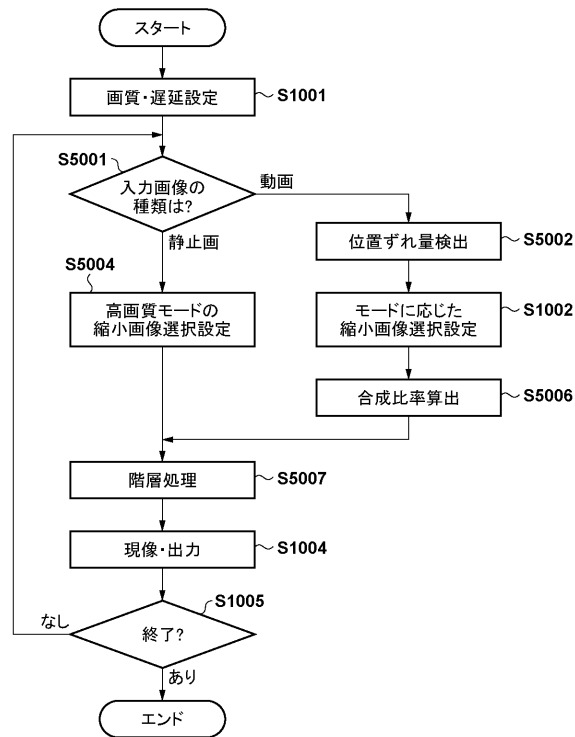 スタート
画質・遅延設定
S1001
S5001
入力画像の
種類は?
動画
静止画
位置ずれ量検出
S5002
S5004
高画質モードの
縮小画像選択設定
モードに応じた
縮小画像選択設定
S1002
合成比率算出
S5006
階層処理
S5007
現像・出力
S1004
S1005
なし
終了?
あり
エンド